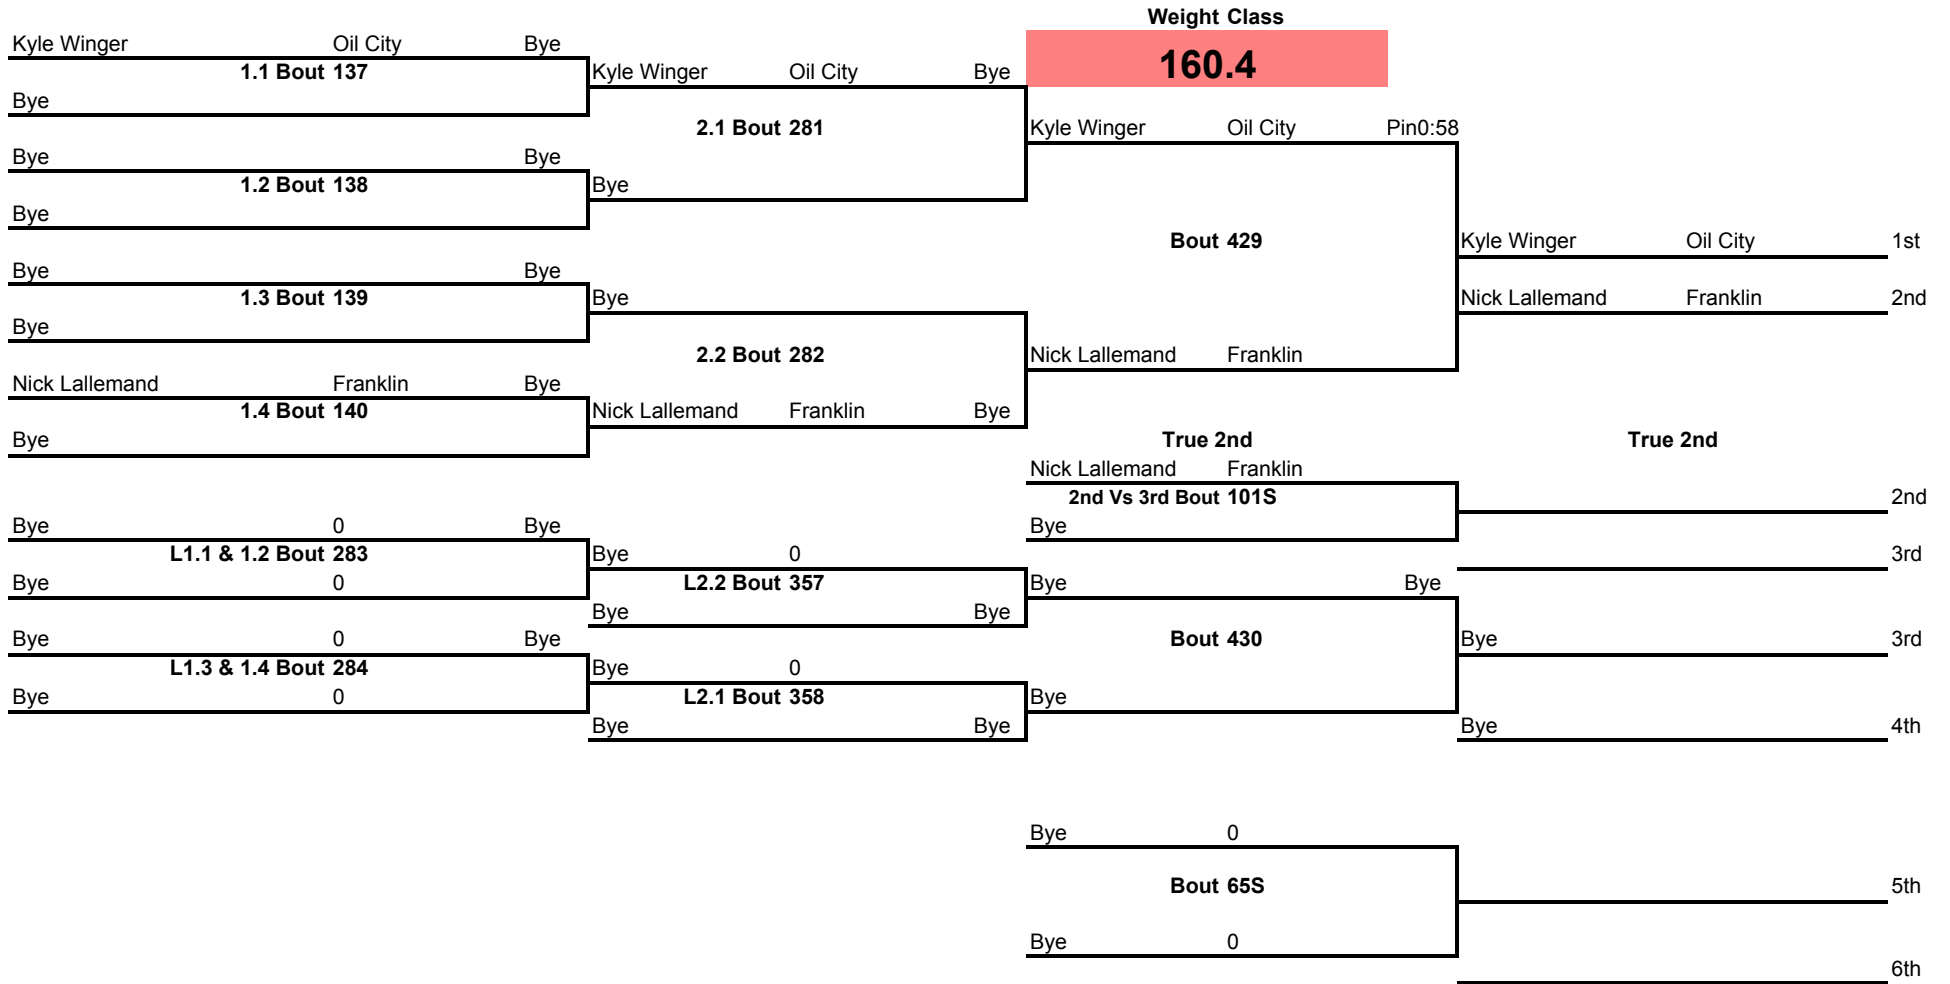 Weight Class
Kyle Winger Oil City Bye
160.4
1.1 Bout 137
Kyle Winger Oil City Bye
Bye
2.1 Bout 281
Kyle Winger Oil City Pin0:58
Bye Bye
1.2 Bout 138
Bye
Bye
Bout 429
Kyle Winger Oil City 1st
Bye Bye
1.3 Bout 139
Bye
Nick Lallemand Franklin 2nd
Bye
2.2 Bout 282
Nick Lallemand Franklin
Nick Lallemand Franklin Bye
1.4 Bout 140
Nick Lallemand Franklin Bye
Bye
True 2nd
True 2nd
Nick Lallemand Franklin
2nd Vs 3rd Bout 101S
2nd
Bye 0 Bye
Bye
L1.1 & 1.2 Bout 283
Bye 0
3rd
Bye 0
L2.2 Bout 357
Bye Bye
Bye Bye
Bye 0 Bye
Bout 430
Bye 3rd
L1.3 & 1.4 Bout 284
Bye 0
Bye 0
L2.1 Bout 358
Bye
Bye Bye
Bye 4th
Bye 0
Bout 65S
5th
Bye 0
6th